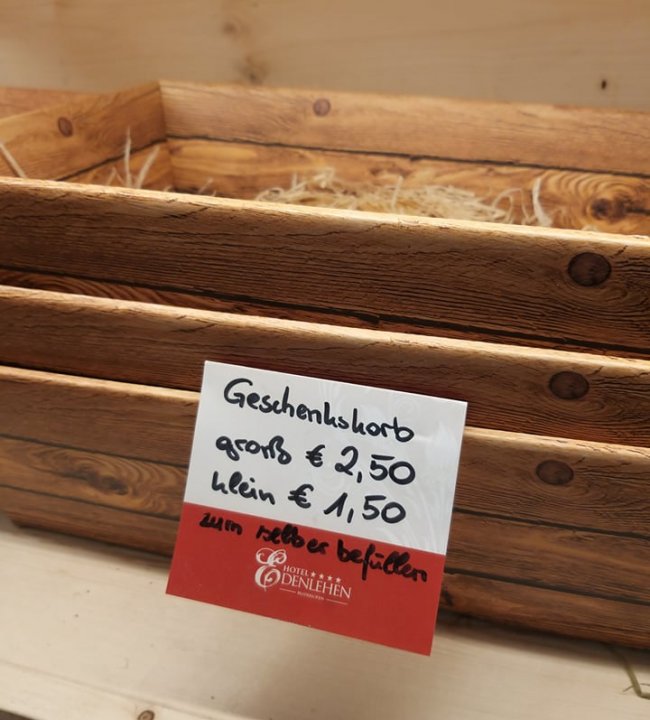 Geschenkskorb
groß € 2,50
klein € 1,50
zum selber befüllen
HOTEL ★★★★
EDENLEHEN